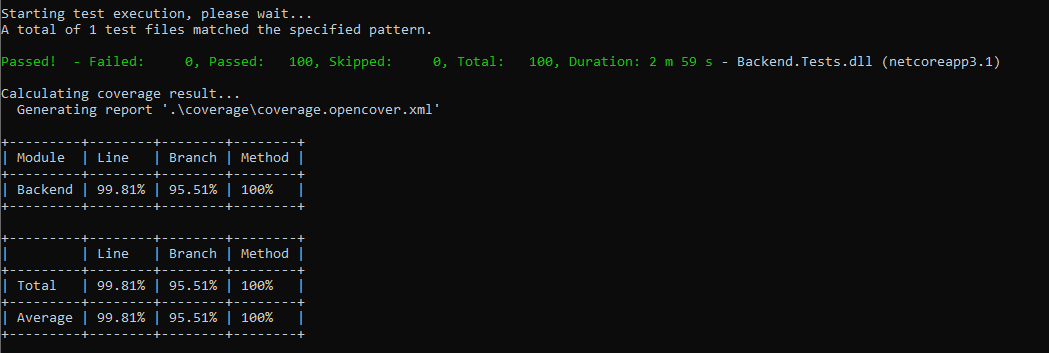 Starting test execution, please wait...
A total of 1 test files matched the specified pattern.

Passed!  - Failed:     0, Passed:   100, Skipped:     0, Total:   100, Duration: 2 m 59 s - Backend.Tests.dll (netcoreapp3.1)

Calculating coverage result...
  Generating report '.\coverage\coverage.opencover.xml'

+---------+--------+--------+--------+
| Module  | Line   | Branch | Method |
+---------+--------+--------+--------+
| Backend | 99.81% | 95.51% | 100%   |
+---------+--------+--------+--------+

+---------+--------+--------+--------+
|         | Line   | Branch | Method |
+---------+--------+--------+--------+
| Total   | 99.81% | 95.51% | 100%   |
+---------+--------+--------+--------+
| Average | 99.81% | 95.51% | 100%   |
+---------+--------+--------+--------+